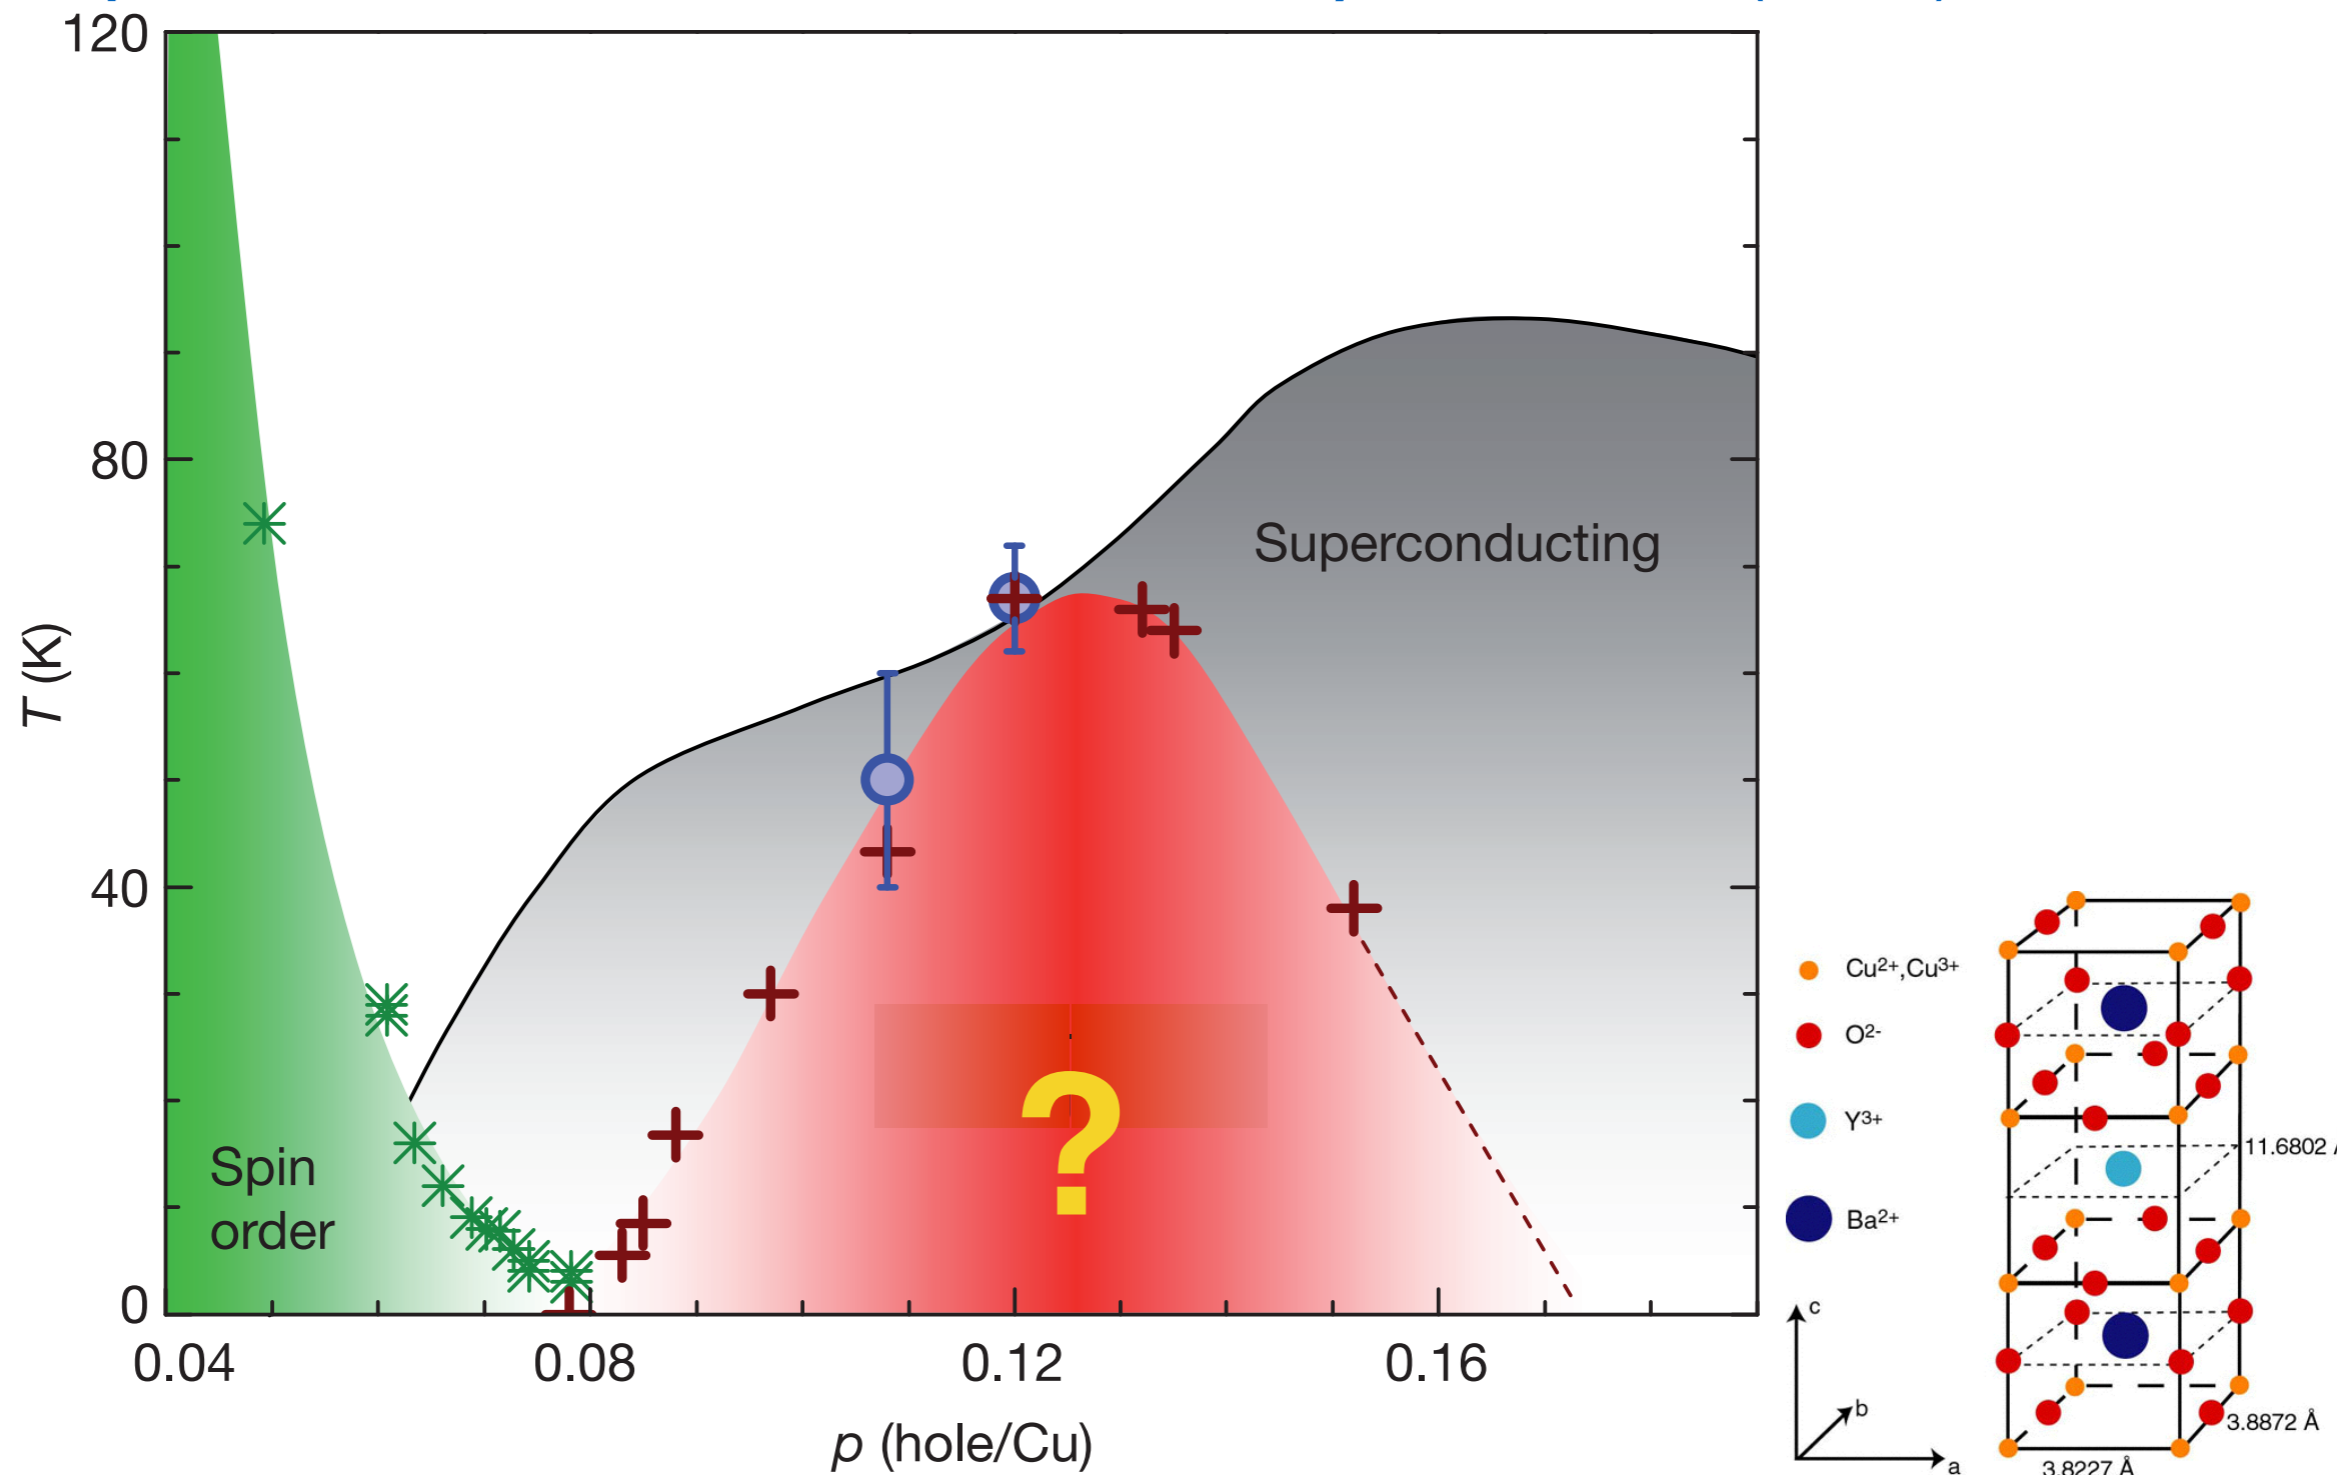 120
80
40
0
T (K)
Superconducting
Spin
order
?
0.04 0.08 0.12 0.16
p (hole/Cu)
Cu²⁺,Cu³⁺
O²⁻
Y³⁺
Ba²⁺
11.6802
3.8872 Å
3.8227 Å
c
b
a